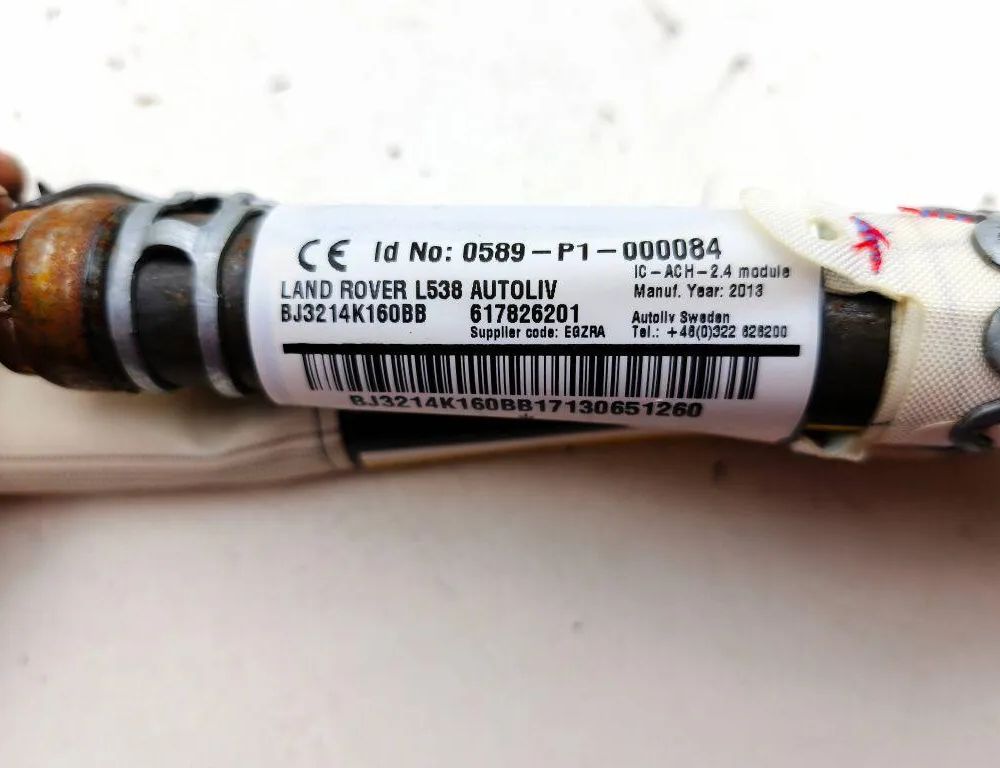 CE Id No: 0589-P1-000084
IC-ACH-2.4 module
LAND ROVER L538 AUTOLIV
Manuf. Year: 2013
BJ3214K160BB 617826201
Autoliv Sweden
Supplier code: EGZRA
Tel.: +46(0)322 626200
BJ3214K160BB17130651260